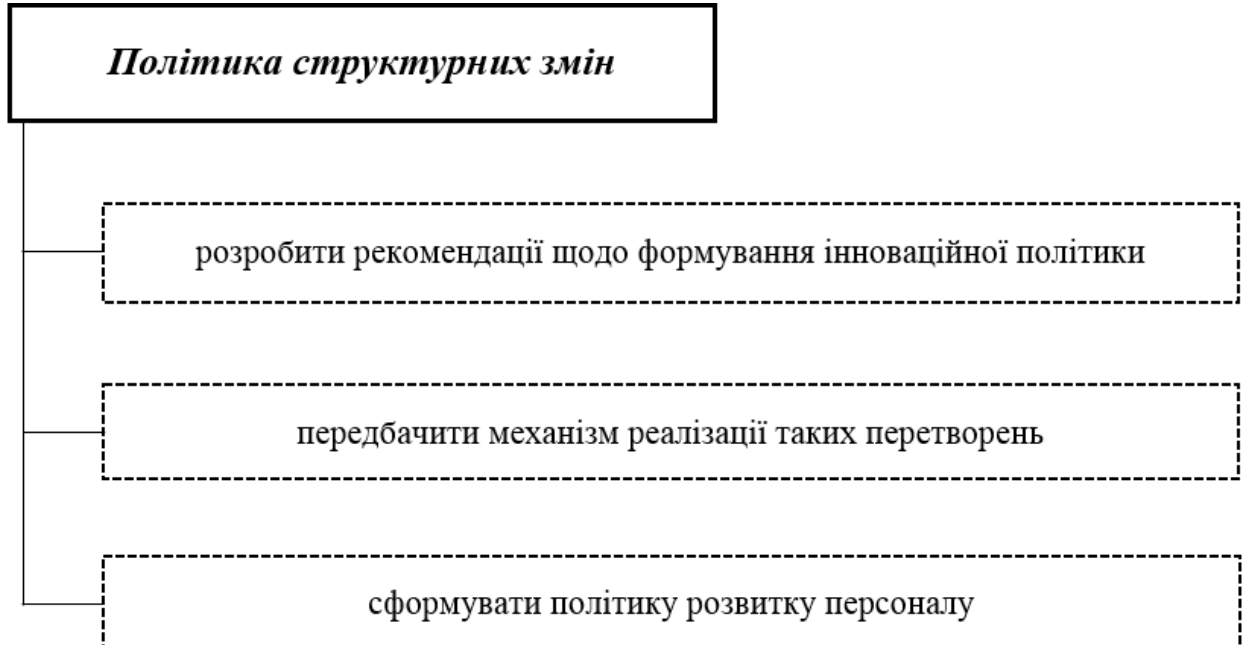 Політика структурних змін
розробити рекомендації щодо формування інноваційної політики
передбачити механізм реалізації таких перетворень
сформувати політику розвитку персоналу